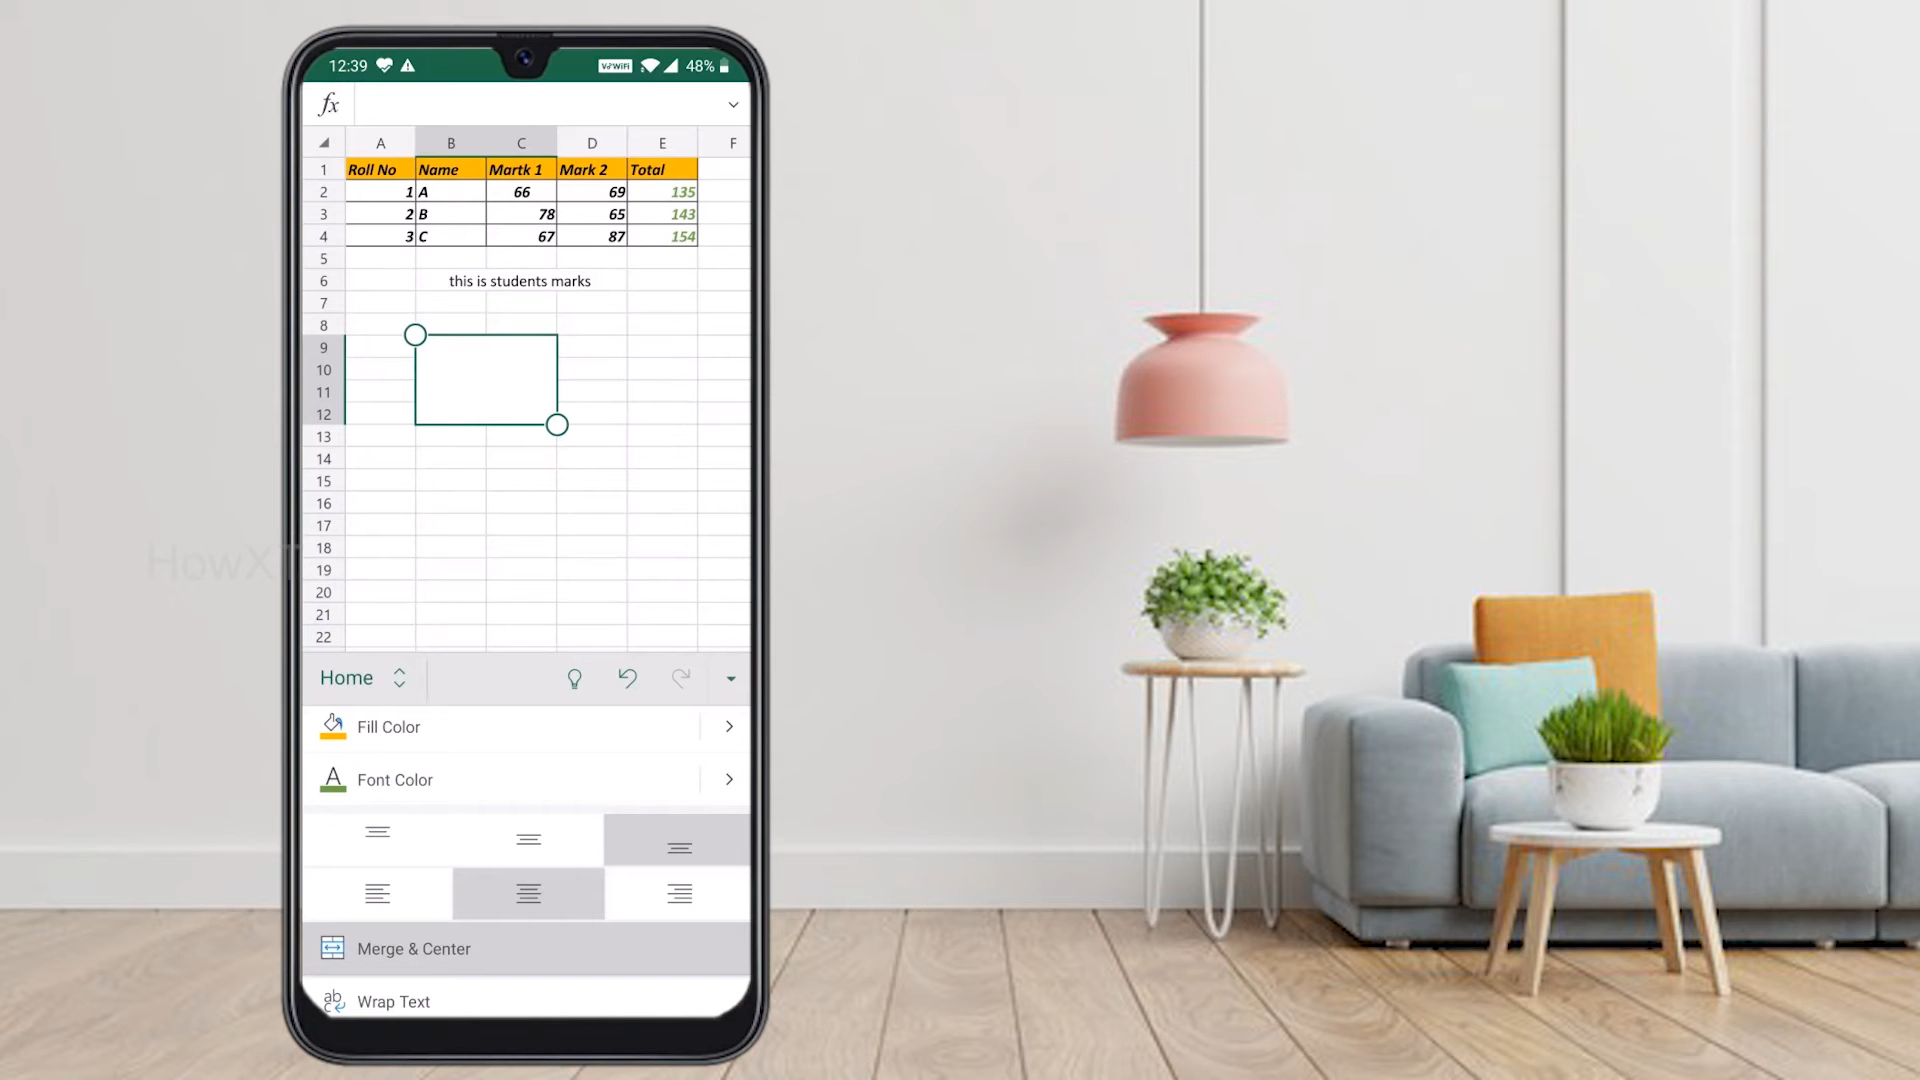 12:39 VoWiFi 48%
fx
A B C D E F
1 Roll No Name Martk 1 Mark 2 Total
2 1 A 66 69 135
3 2 B 78 65 143
4 3 C 67 87 154
5
6 this is students marks
7
8
9
10
11
12
13
14
15
16
17
18
19
20
21
22
Home
Fill Color
A Font Color
Merge & Center
abc Wrap Text